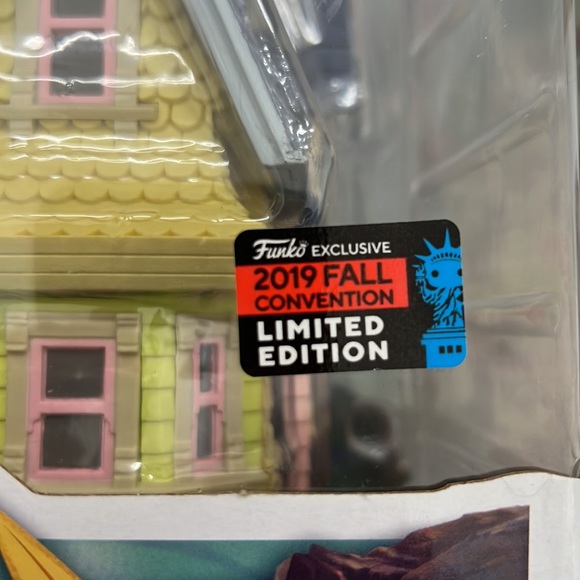 Funko EXCLUSIVE
2019 FALL
CONVENTION
LIMITED
EDITION